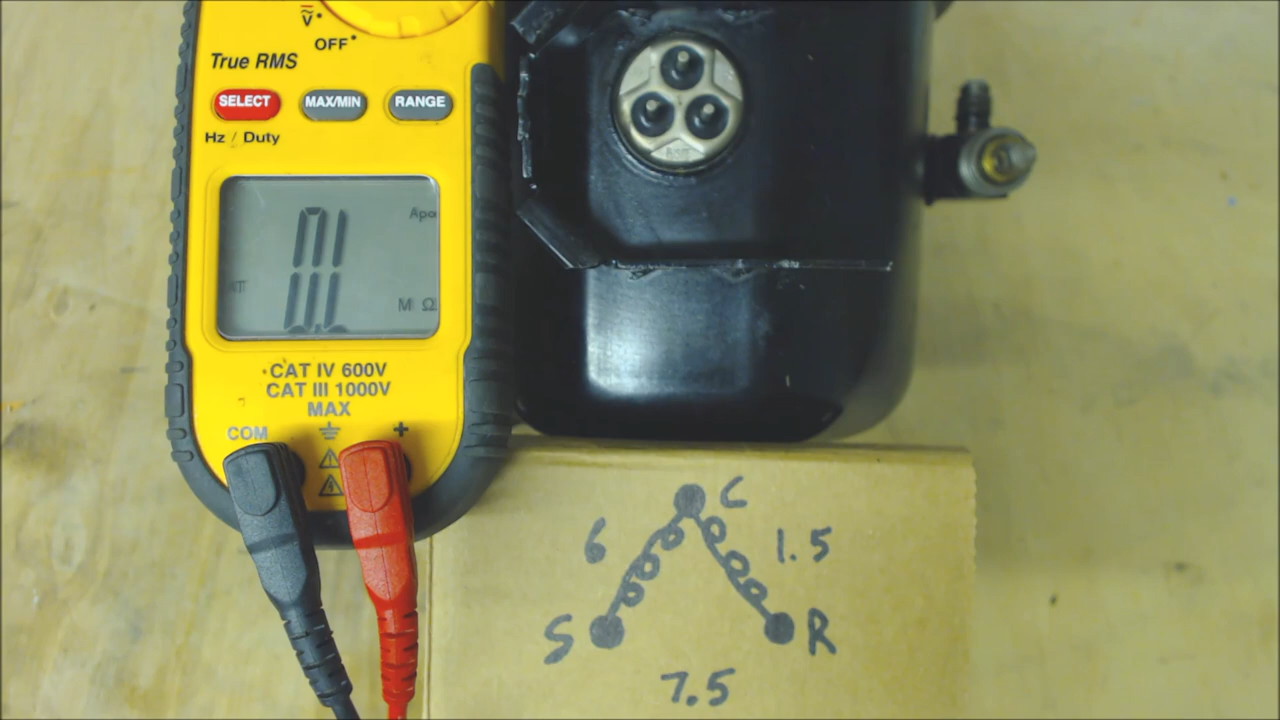 V
OFF
True RMS
SELECT MAX/MIN RANGE
Hz / Duty
O.L
M Ω
CAT IV 600V
CAT III 1000V
MAX
COM +
C
6 1.5
S R
7.5